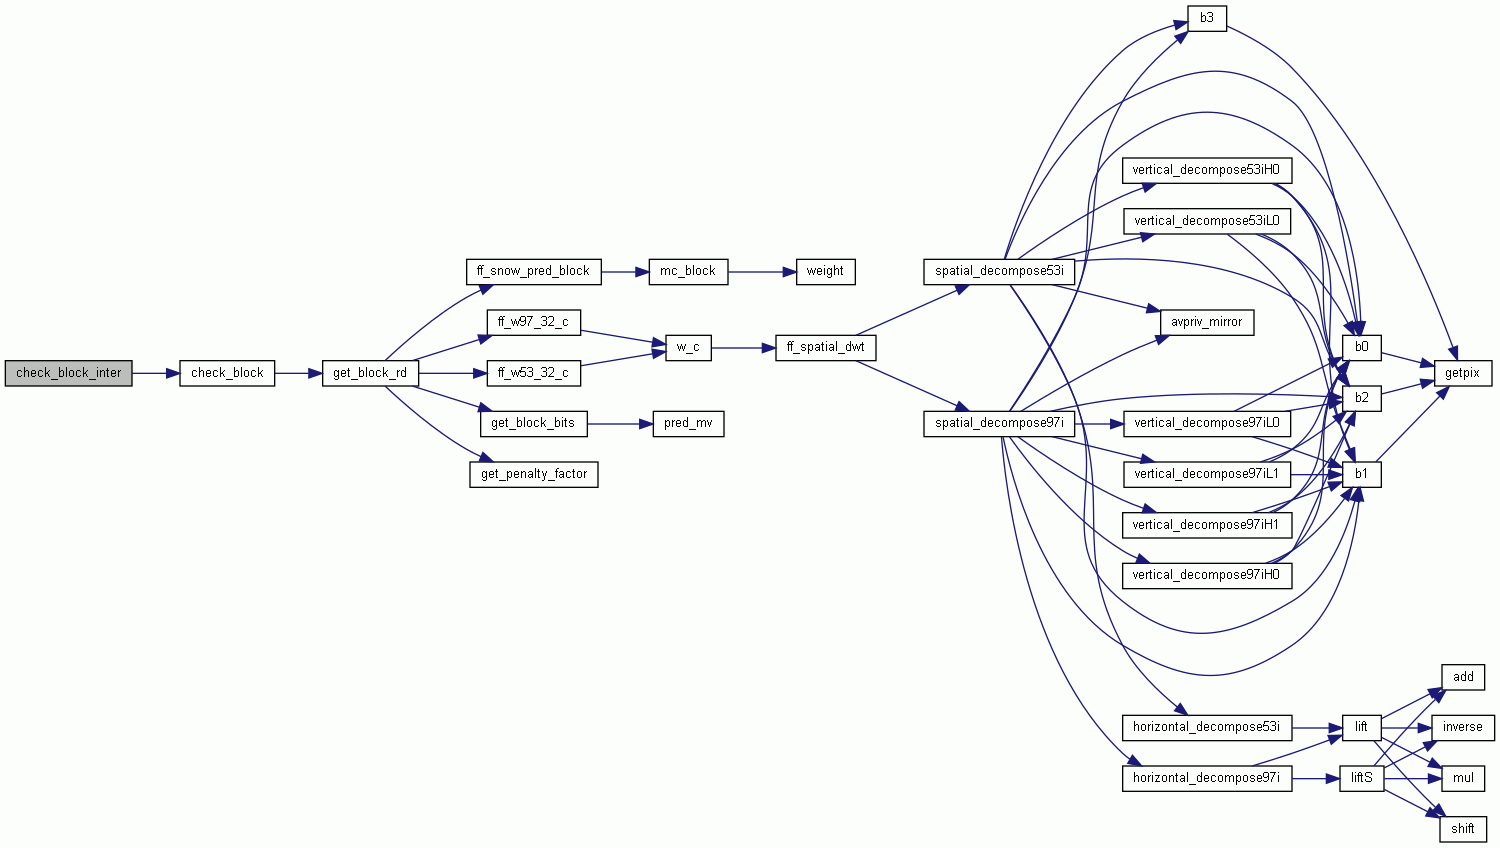 check_block_inter
check_block
get_block_rd
ff_snow_pred_block
ff_w97_32_c
ff_w53_32_c
get_block_bits
get_penalty_factor
mc_block
w_c
pred_mv
weight
ff_spatial_dwt
spatial_decompose53i
spatial_decompose97i
b3
vertical_decompose53iH0
vertical_decompose53iL0
avpriv_mirror
vertical_decompose97iL0
vertical_decompose97iL1
vertical_decompose97iH1
vertical_decompose97iH0
horizontal_decompose53i
horizontal_decompose97i
b0
b2
b1
lift
liftS
getpix
add
inverse
mul
shift